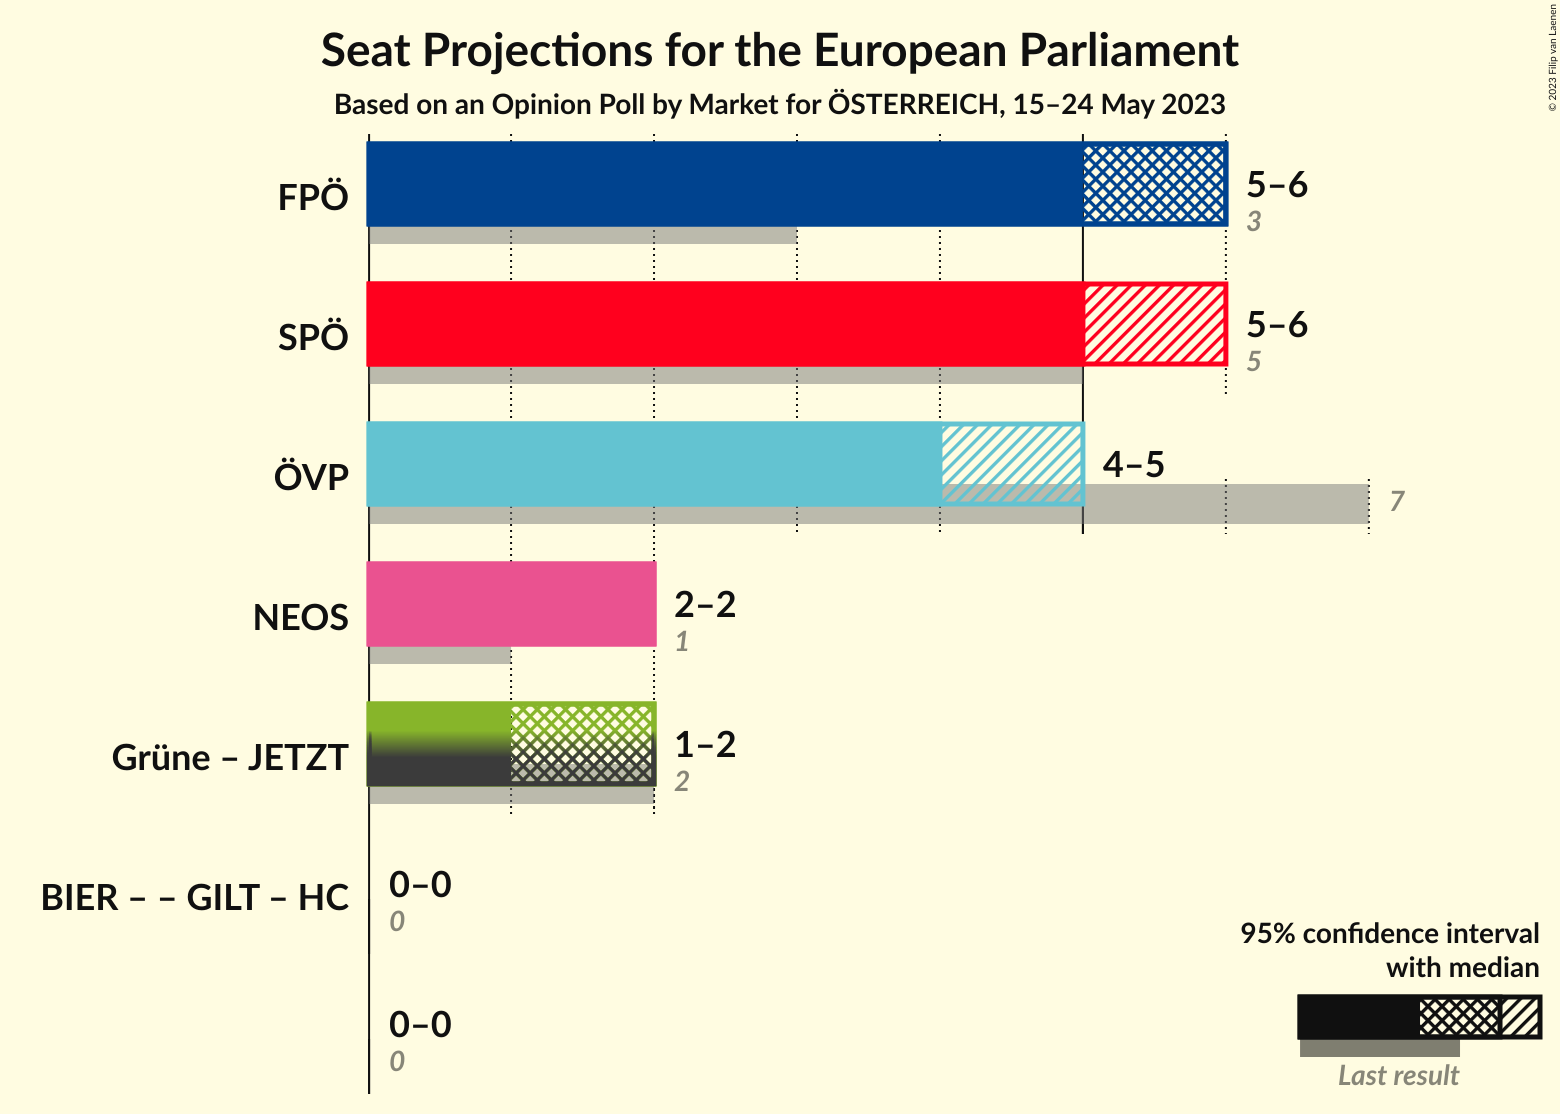 Seat Projections for the European Parliament
Based on an Opinion Poll by Market for ÖSTERREICH, 15–24 May 2023
© 2023 Filip van Laenen
FPÖ
5–6
3
SPÖ
5–6
5
ÖVP
4–5
7
NEOS
2–2
1
Grüne – JETZT
1–2
2
BIER – – GILT – HC
0–0
0
0–0
0
95% confidence interval
with median
Last result